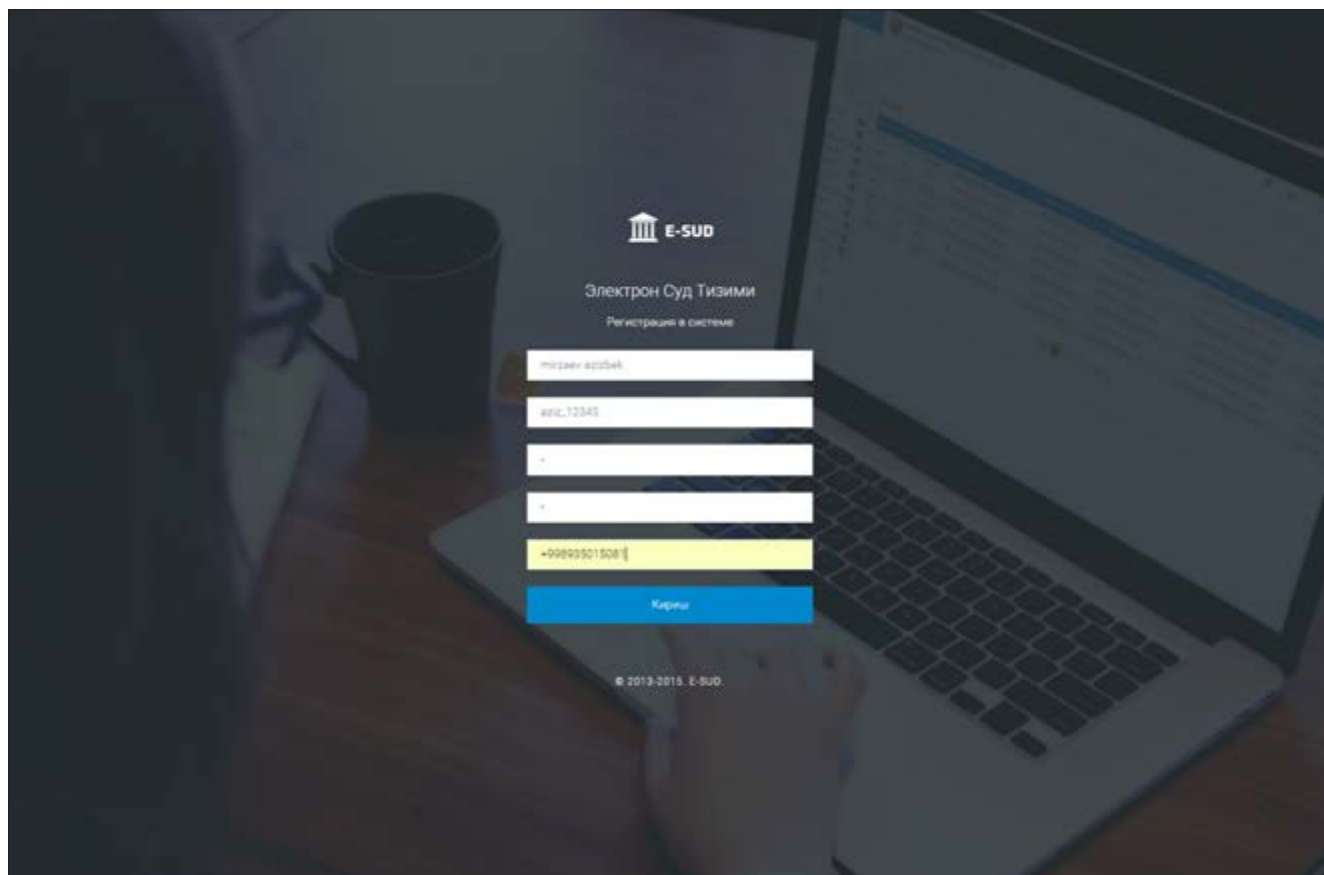 E-SUD
Электрон Суд Тизими
Регистрация в системе
mirzaev azizbek
aziz_12345
+998935015081
Кириш
© 2013-2015. E-SUD.